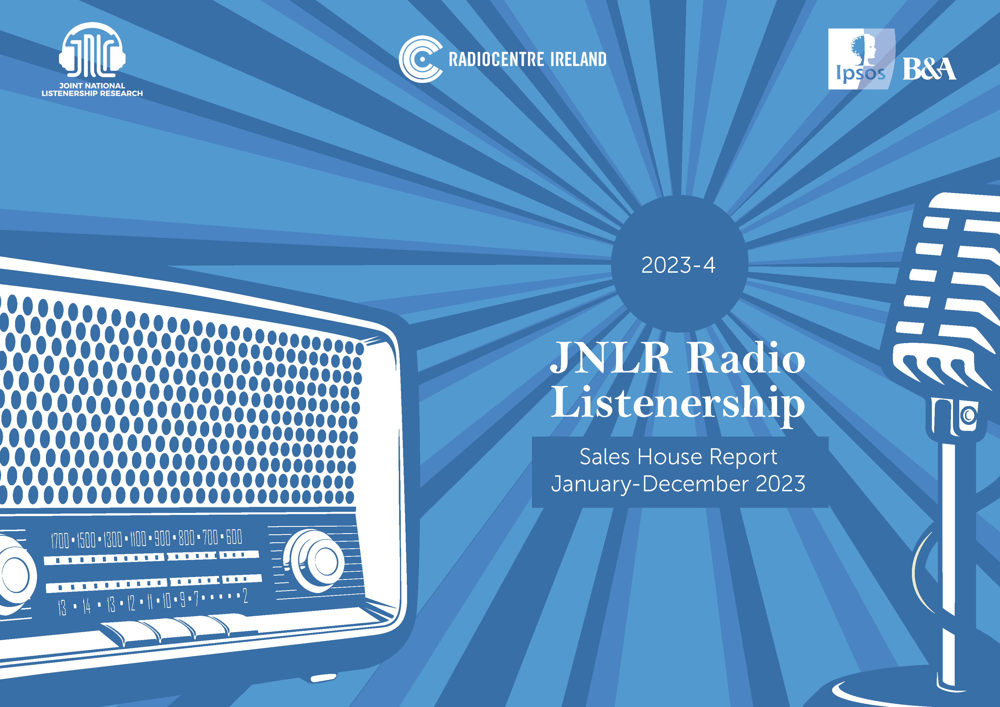 JOINT NATIONAL
LISTENERSHIP RESEARCH
RADIOCENTRE IRELAND
Ipsos
B&A
2023-4
JNLR Radio
Listenership
Sales House Report
January-December 2023
1700 1500 1300 1100 900 800 700 600
13 14 13 12 11 10 9 7 2